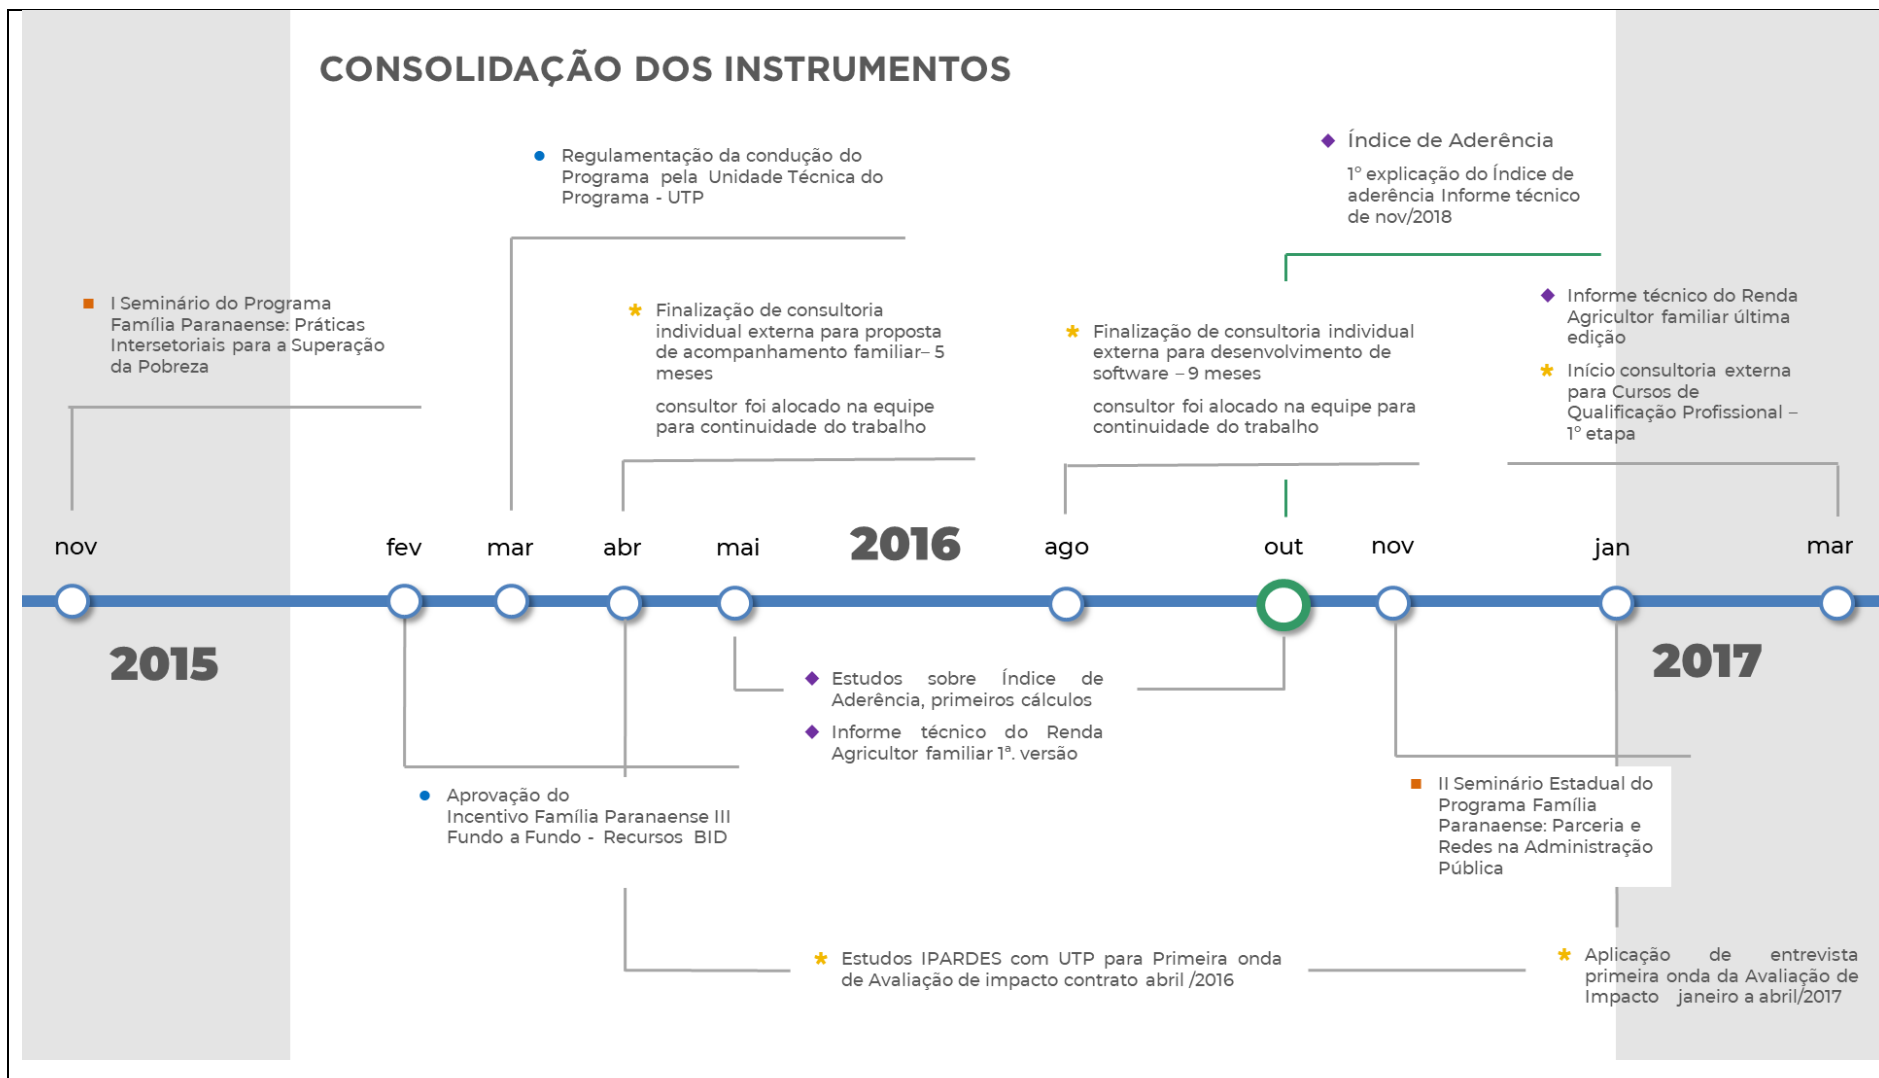 CONSOLIDAÇÃO DOS INSTRUMENTOS
Regulamentação da condução do
Programa pela Unidade Técnica do
Programa - UTP
Índice de Aderência
1º explicação do Índice de
aderência Informe técnico
de nov/2018
I Seminário do Programa
Família Paranaense: Práticas
Intersetoriais para a Superação
da Pobreza
Finalização de consultoria
individual externa para proposta
de acompanhamento familiar– 5
meses
consultor foi alocado na equipe
para continuidade do trabalho
Finalização de consultoria individual
externa para desenvolvimento de
software – 9 meses
consultor foi alocado na equipe para
continuidade do trabalho
Informe técnico do Renda
Agricultor familiar última
edição
Início consultoria externa
para Cursos de
Qualificação Profissional –
1º etapa
nov
fev
mar
abr
mai
2016
ago
out
nov
jan
mar
2015
2017
Estudos sobre Índice de
Aderência, primeiros cálculos
Informe técnico do Renda
Agricultor familiar 1ª. versão
Aprovação do
Incentivo Família Paranaense III
Fundo a Fundo - Recursos BID
II Seminário Estadual do
Programa Família
Paranaense: Parceria e
Redes na Administração
Pública
Estudos IPARDES com UTP para Primeira onda
de Avaliação de impacto contrato abril /2016
Aplicação de entrevista
primeira onda da Avaliação de
Impacto janeiro a abril/2017